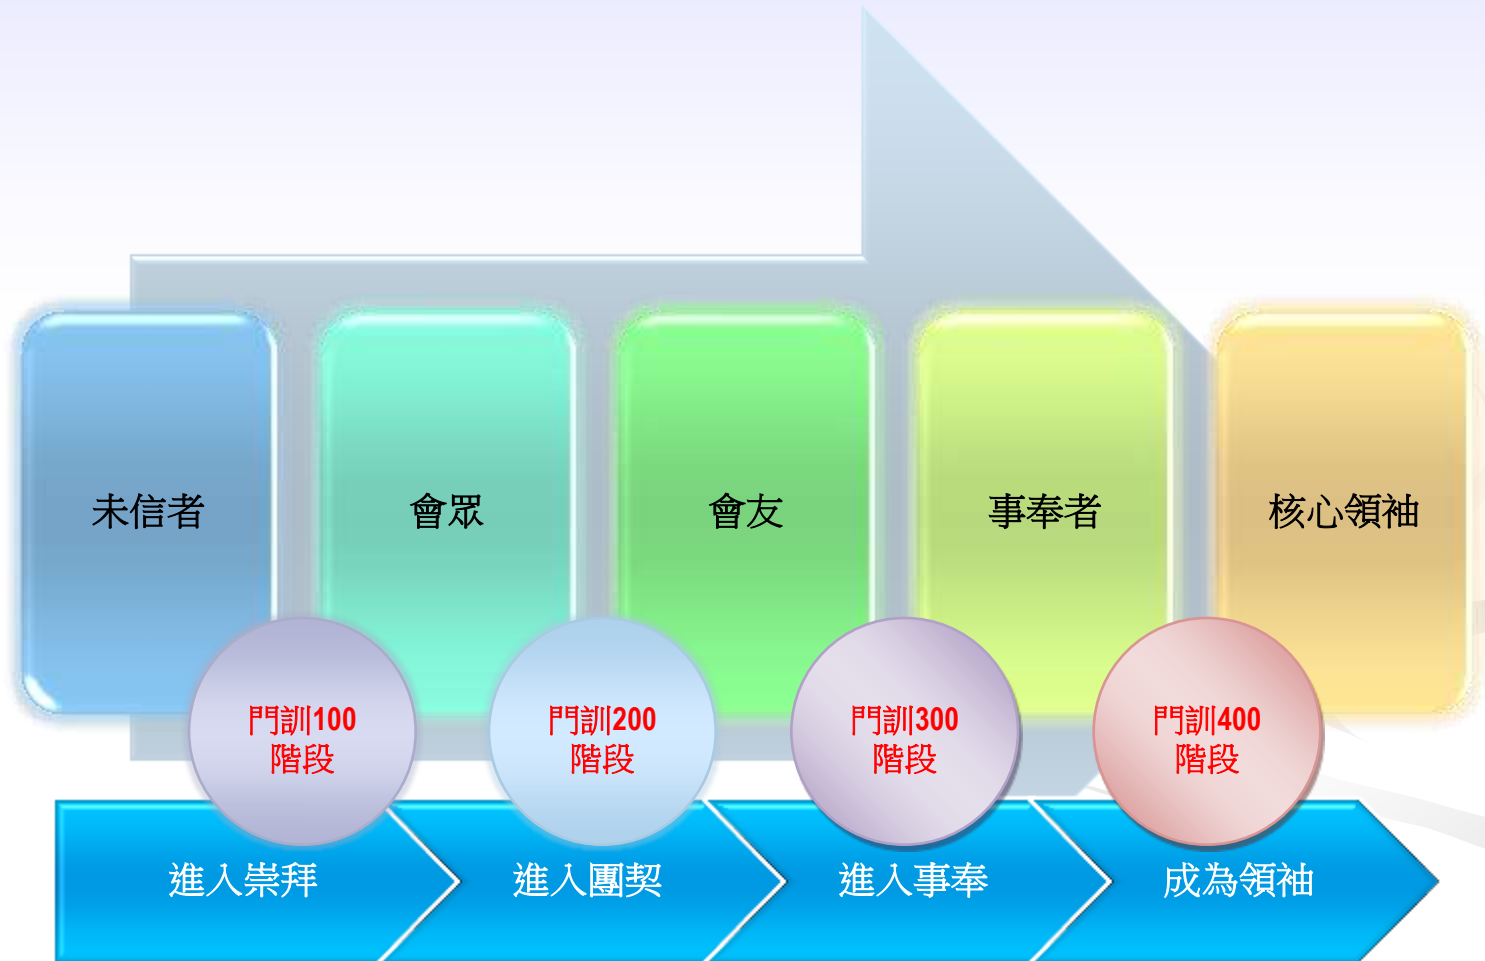 未信者
會眾
會友
事奉者
核心領袖
門訓100
階段
門訓200
階段
門訓300
階段
門訓400
階段
進入崇拜
進入團契
進入事奉
成為領袖